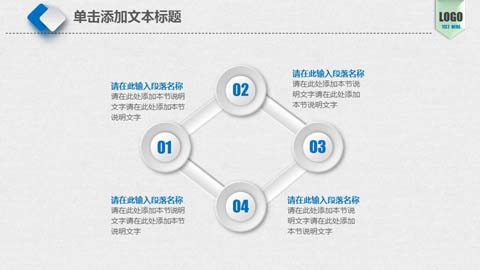 单击添加文本标题
LOGO
请在此输入段落名称
请在此处添加本节说
明文字请在此处添加本节
说明文字
02
请在此输入段落名称
请在此处添加本节说
明文字请在此处添加本
节说明文字
01
03
请在此输入段落名称
请在此处添加本节说
明文字请在此处添加本节
说明文字
04
请在此输入段落名称
请在此处添加本节说
明文字请在此处添加本
节说明文字